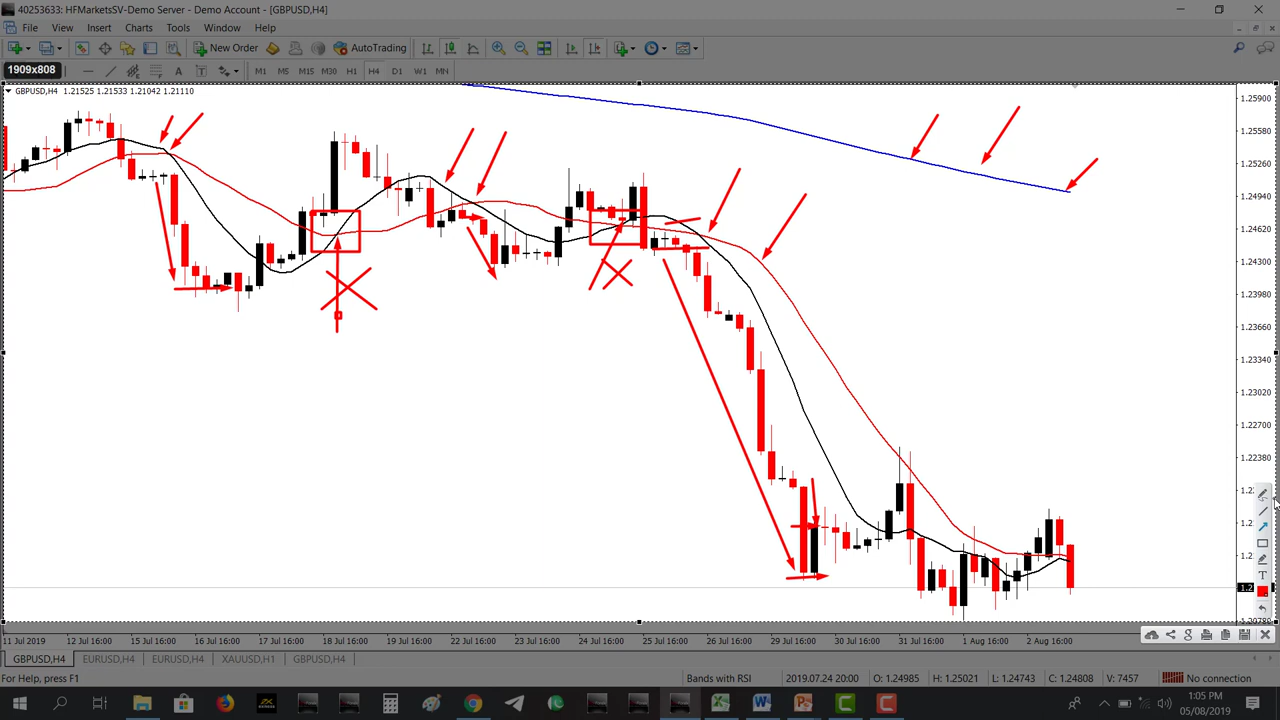 40253633: HFMarketsSV-Demo Server - Demo Account - [GBPUSD,H4]
File View Insert Charts Tools Window Help
New Order AutoTrading
1909x808 A T M1 M5 M15 M30 H1 H4 D1 W1 MN
GBPUSD,H4 1.21525 1.21533 1.21042 1.21110
1.25900
1.25580
1.25260
1.24940
1.24620
1.24300
1.23980
1.23660
1.23340
1.23020
1.22700
1.22380
1.20780
11 Jul 2019 12 Jul 16:00 15 Jul 16:00 16 Jul 16:00 17 Jul 16:00 18 Jul 16:00 19 Jul 16:00 22 Jul 16:00 23 Jul 16:00 24 Jul 16:00 25 Jul 16:00 26 Jul 16:00 29 Jul 16:00 30 Jul 16:00 31 Jul 16:00 1 Aug 16:00 2 Aug 16:00
GBPUSD,H4 EURUSD,H4 EURUSD,H4 XAUUSD,H1 GBPUSD,H4
For Help, press F1 Bands with RSI 2019.07.24 20:00 O: 1.24985 H: 1.25021 L: 1.24743 C: 1.24808 V: 7457 No connection
1:05 PM
05/08/2019